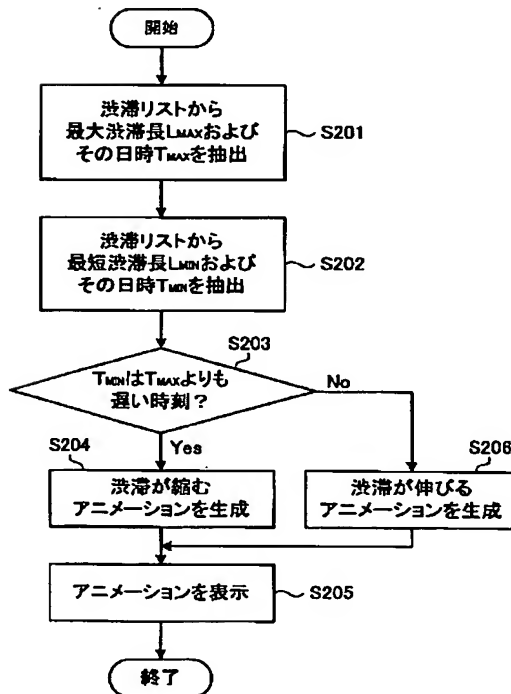 開始
渋滞リストから
最大渋滞長LMAXおよび
その日時TMAXを抽出
S201
渋滞リストから
最短渋滞長LMINおよび
その日時TMINを抽出
S202
S203
TMINはTMAXよりも
遅い時刻？
No
Yes
S204
渋滞が縮む
アニメーションを生成
S206
渋滞が伸びる
アニメーションを生成
アニメーションを表示
S205
終了